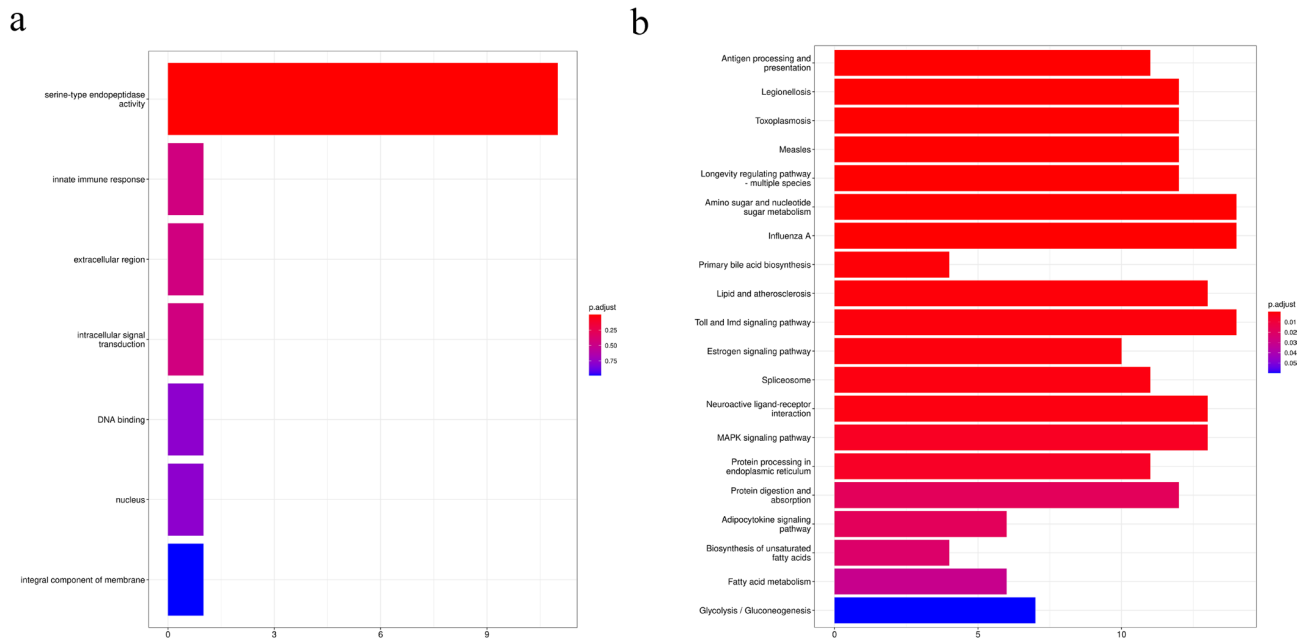 a
serine-type endopeptidase
activity
innate immune response
extracellular region
intracellular signal
transduction
DNA binding
nucleus
integral component of membrane
0
3
6
9
p.adjust
0.25
0.50
0.75
b
Antigen processing and
presentation
Legionellosis
Toxoplasmosis
Measles
Longevity regulating pathway
- multiple species
Amino sugar and nucleotide
sugar metabolism
Influenza A
Primary bile acid biosynthesis
Lipid and atherosclerosis
Toll and Imd signaling pathway
Estrogen signaling pathway
Spliceosome
Neuroactive ligand-receptor
interaction
MAPK signaling pathway
Protein processing in
endoplasmic reticulum
Protein digestion and
absorption
Adipocytokine signaling
pathway
Biosynthesis of unsaturated
fatty acids
Fatty acid metabolism
Glycolysis / Gluconeogenesis
0
5
10
p.adjust
0.01
0.02
0.03
0.04
0.05